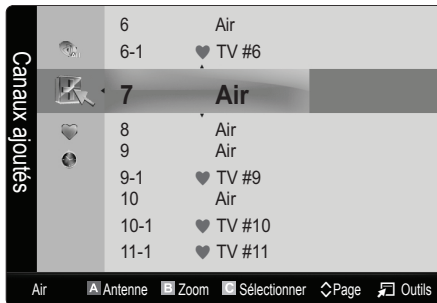 Canaux ajoutés
6 Air
6-1 ♥ TV #6
7 Air
8 Air
9 Air
9-1 ♥ TV #9
10 Air
10-1 ♥ TV #10
11-1 ♥ TV #11
Air A Antenne B Zoom C Sélectionner Page Outils